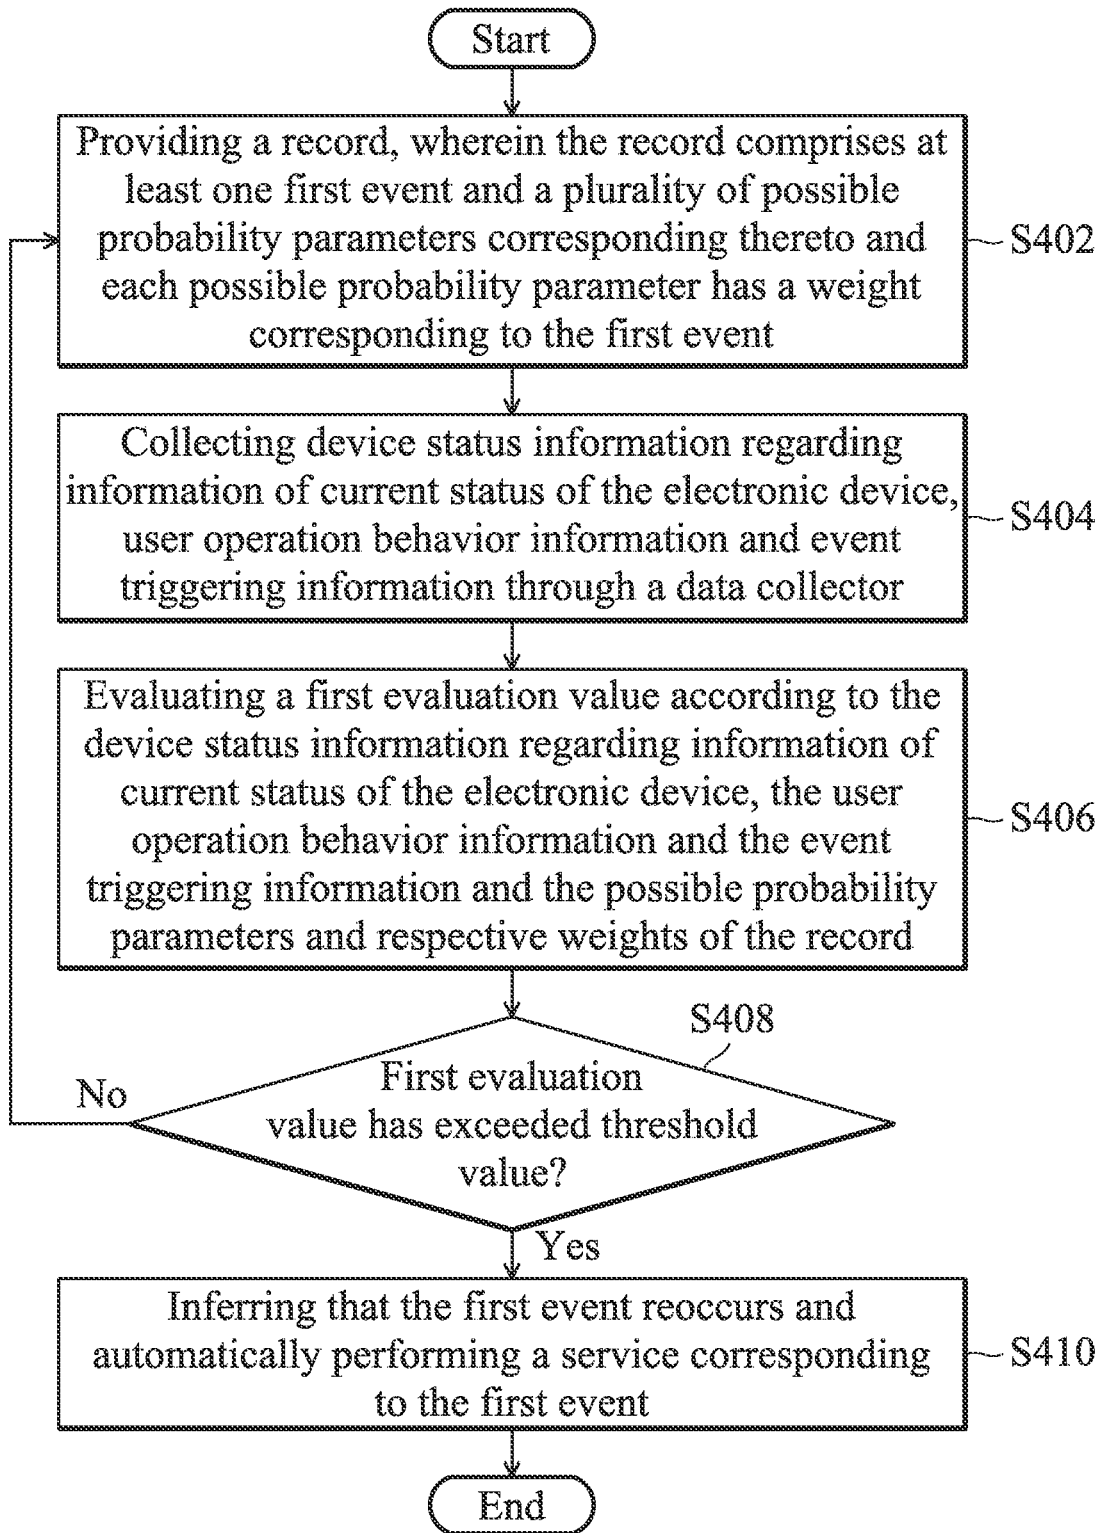 Start
Providing a record, wherein the record comprises at
least one first event and a plurality of possible
probability parameters corresponding thereto and
each possible probability parameter has a weight
corresponding to the first event
S402
Collecting device status information regarding
information of current status of the electronic device,
user operation behavior information and event
triggering information through a data collector
S404
Evaluating a first evaluation value according to the
device status information regarding information of
current status of the electronic device, the user
operation behavior information and the event
triggering information and the possible probability
parameters and respective weights of the record
S406
S408
First evaluation
value has exceeded threshold
value?
No
Yes
Inferring that the first event reoccurs and
automatically performing a service corresponding
to the first event
S410
End